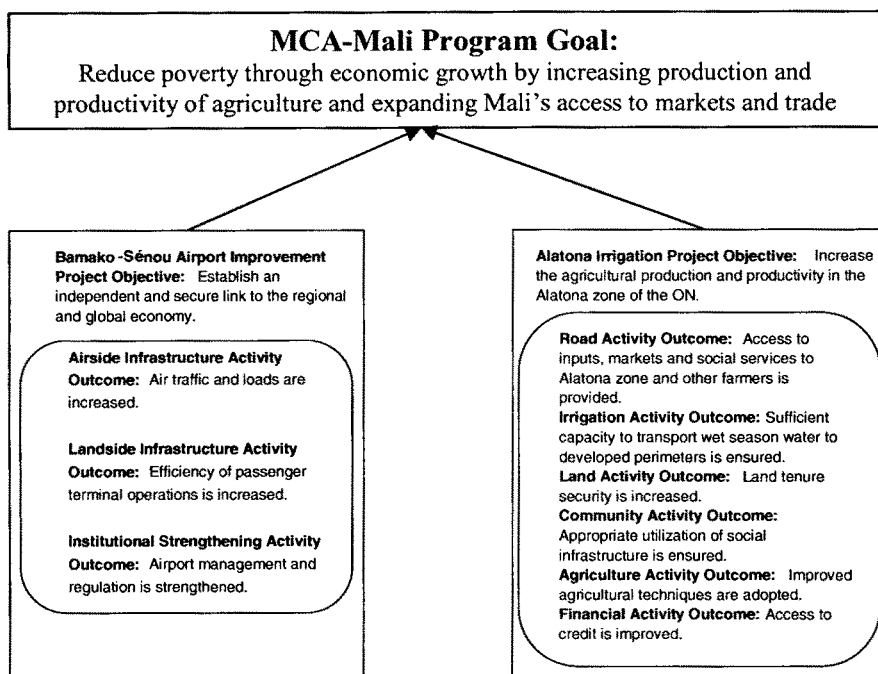 MCA-Mali Program Goal:
Reduce poverty through economic growth by increasing production and
productivity of agriculture and expanding Mali's access to markets and trade
Bamako-Sénou Airport Improvement
Project Objective: Establish an
independent and secure link to the regional
and global economy.
Airside Infrastructure Activity
Outcome: Air traffic and loads are
increased.
Landside Infrastructure Activity
Outcome: Efficiency of passenger
terminal operations is increased.
Institutional Strengthening Activity
Outcome: Airport management and
regulation is strengthened.
Alatona Irrigation Project Objective: Increase
the agricultural production and productivity in the
Alatona zone of the ON.
Road Activity Outcome: Access to
inputs, markets and social services to
Alatona zone and other farmers is
provided.
Irrigation Activity Outcome: Sufficient
capacity to transport wet season water to
developed perimeters is ensured.
Land Activity Outcome: Land tenure
security is increased.
Community Activity Outcome:
Appropriate utilization of social
infrastructure is ensured.
Agriculture Activity Outcome: Improved
agricultural techniques are adopted.
Financial Activity Outcome: Access to
credit is improved.